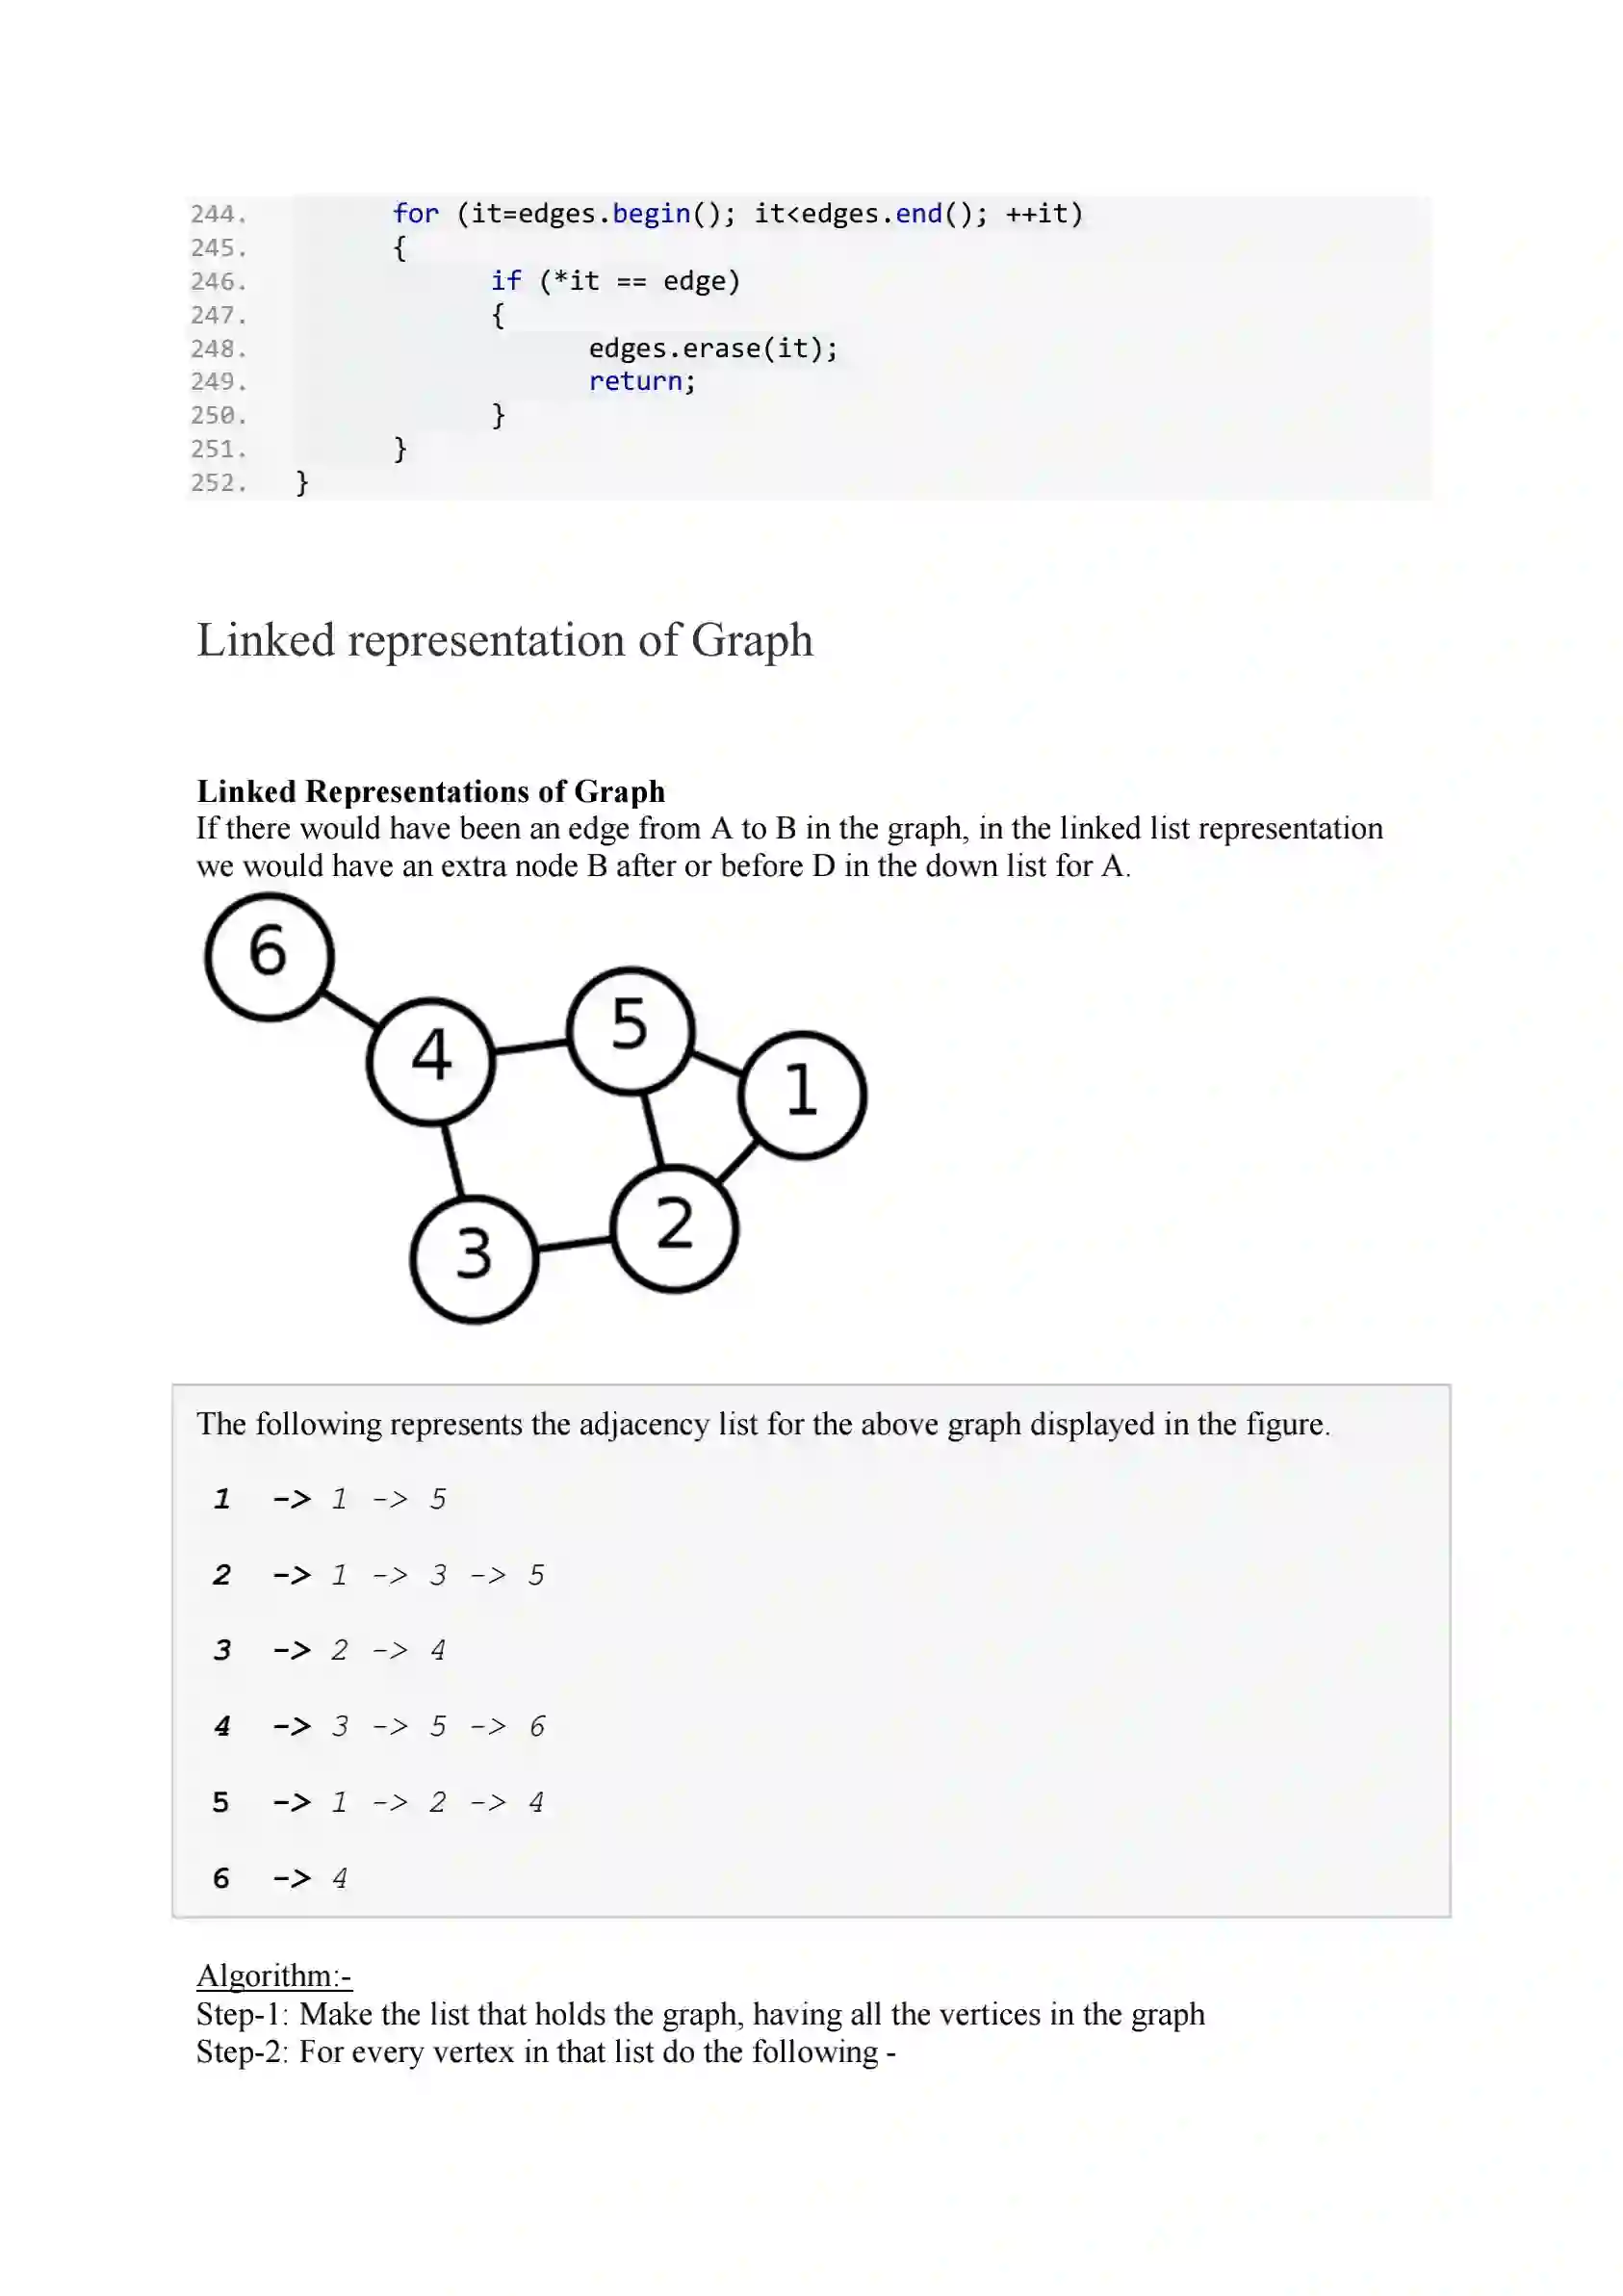 244. for (it=edges.begin(); it<edges.end(); ++it)
245. {
246. if (*it == edge)
247. {
248. edges.erase(it);
249. return;
250. }
251. }
252. }
Linked representation of Graph
Linked Representations of Graph
If there would have been an edge from A to B in the graph, in the linked list representation
we would have an extra node B after or before D in the down list for A.
6
5
4
1
2
3
The following represents the adjacency list for the above graph displayed in the figure.
1 -> 1 -> 5
2 -> 1 -> 3 -> 5
3 -> 2 -> 4
4 -> 3 -> 5 -> 6
5 -> 1 -> 2 -> 4
6 -> 4
Algorithm:-
Step-1: Make the list that holds the graph, having all the vertices in the graph
Step-2: For every vertex in that list do the following -